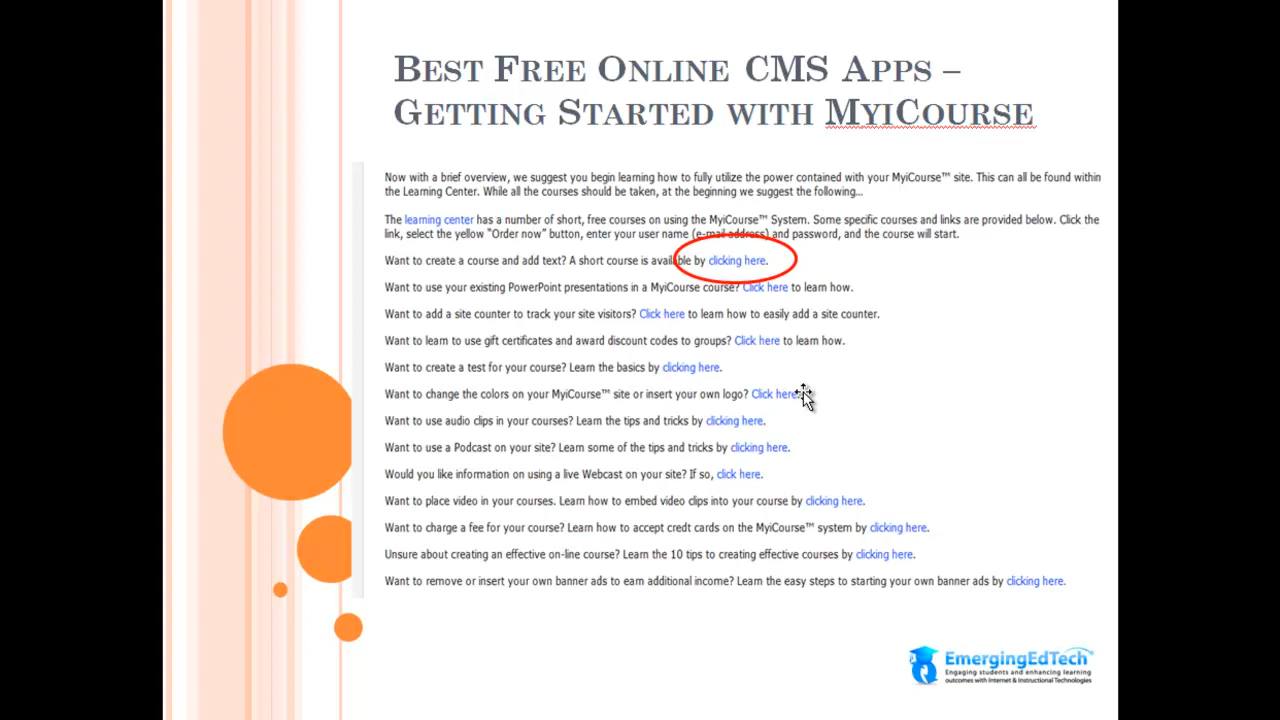 Best Free Online CMS Apps –
Getting Started with MyiCourse
Now with a brief overview, we suggest you begin learning how to fully utilize the power contained with your MyiCourse™ site. This can all be found within
the Learning Center. While all the courses should be taken, at the beginning we suggest the following...
The learning center has a number of short, free courses on using the MyiCourse™ System. Some specific courses and links are provided below. Click the
link, select the yellow "Order now" button, enter your user name (e-mail address) and password, and the course will start.
Want to create a course and add text? A short course is available by clicking here.
Want to use your existing PowerPoint presentations in a MyiCourse course? Click here to learn how.
Want to add a site counter to track your site visitors? Click here to learn how to easily add a site counter.
Want to learn to use gift certificates and award discount codes to groups? Click here to learn how.
Want to create a test for your course? Learn the basics by clicking here.
Want to change the colors on your MyiCourse™ site or insert your own logo? Click here
Want to use audio clips in your courses? Learn the tips and tricks by clicking here.
Want to use a Podcast on your site? Learn some of the tips and tricks by clicking here.
Would you like information on using a live Webcast on your site? If so, click here.
Want to place video in your courses. Learn how to embed video clips into your course by clicking here.
Want to charge a fee for your course? Learn how to accept credt cards on the MyiCourse™ system by clicking here.
Unsure about creating an effective on-line course? Learn the 10 tips to creating effective courses by clicking here.
Want to remove or insert your own banner ads to earn additional income? Learn the easy steps to starting your own banner ads by clicking here.
EmergingEdTech
Engaging students and enhancing learning
outcomes with Internet & Instructional Technologies